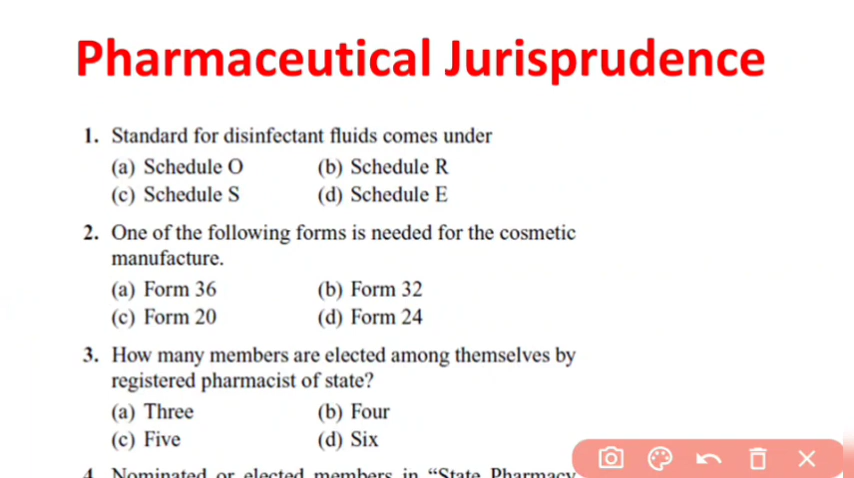 Pharmaceutical Jurisprudence
1. Standard for disinfectant fluids comes under
(a) Schedule O (b) Schedule R
(c) Schedule S (d) Schedule E
2. One of the following forms is needed for the cosmetic
manufacture.
(a) Form 36 (b) Form 32
(c) Form 20 (d) Form 24
3. How many members are elected among themselves by
registered pharmacist of state?
(a) Three (b) Four
(c) Five (d) Six
4. Nominated or elected members in “State Pharmacy